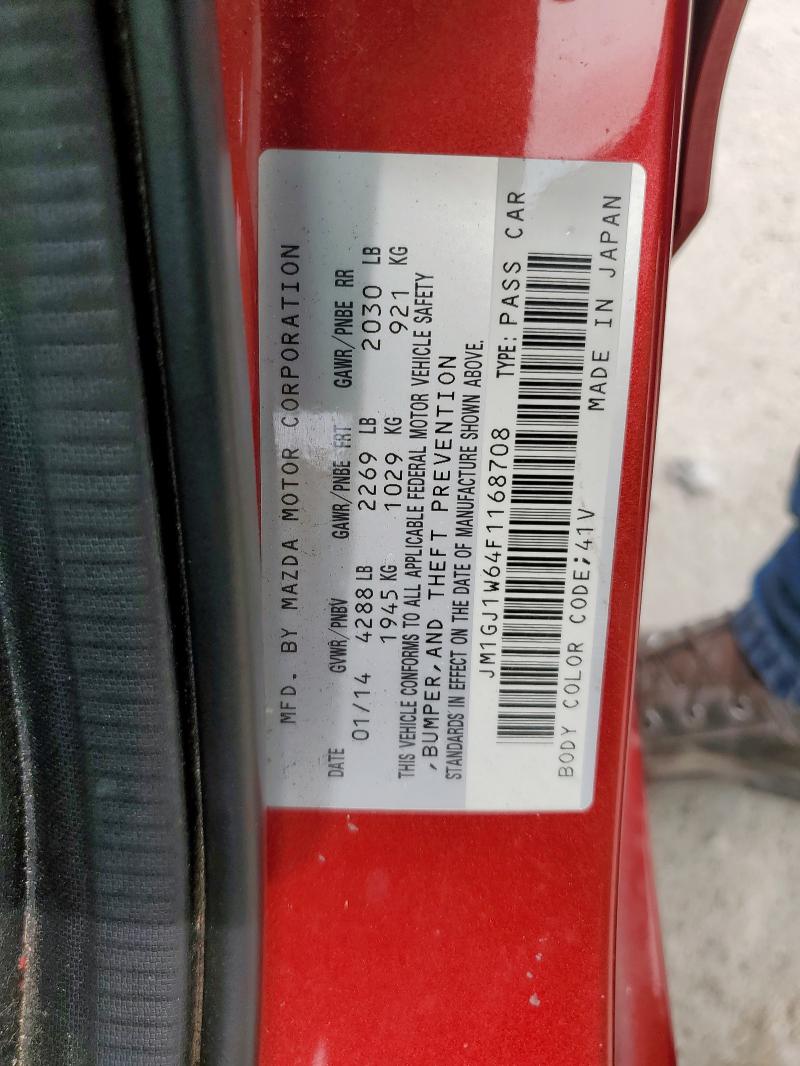 MFD. BY MAZDA MOTOR CORPORATION
DATE GVWR/PNBV GAWR/PNBE FRT GAWR/PNBE RR
01/14 4288 LB 2269 LB 2030 LB
1945 KG 1029 KG 921 KG
THIS VEHICLE CONFORMS TO ALL APPLICABLE FEDERAL MOTOR VEHICLE SAFETY
,BUMPER,AND THEFT PREVENTION
STANDARDS IN EFFECT ON THE DATE OF MANUFACTURE SHOWN ABOVE.
JM1GJ1W64F1168708 TYPE: PASS CAR
BODY COLOR CODE;41V MADE IN JAPAN